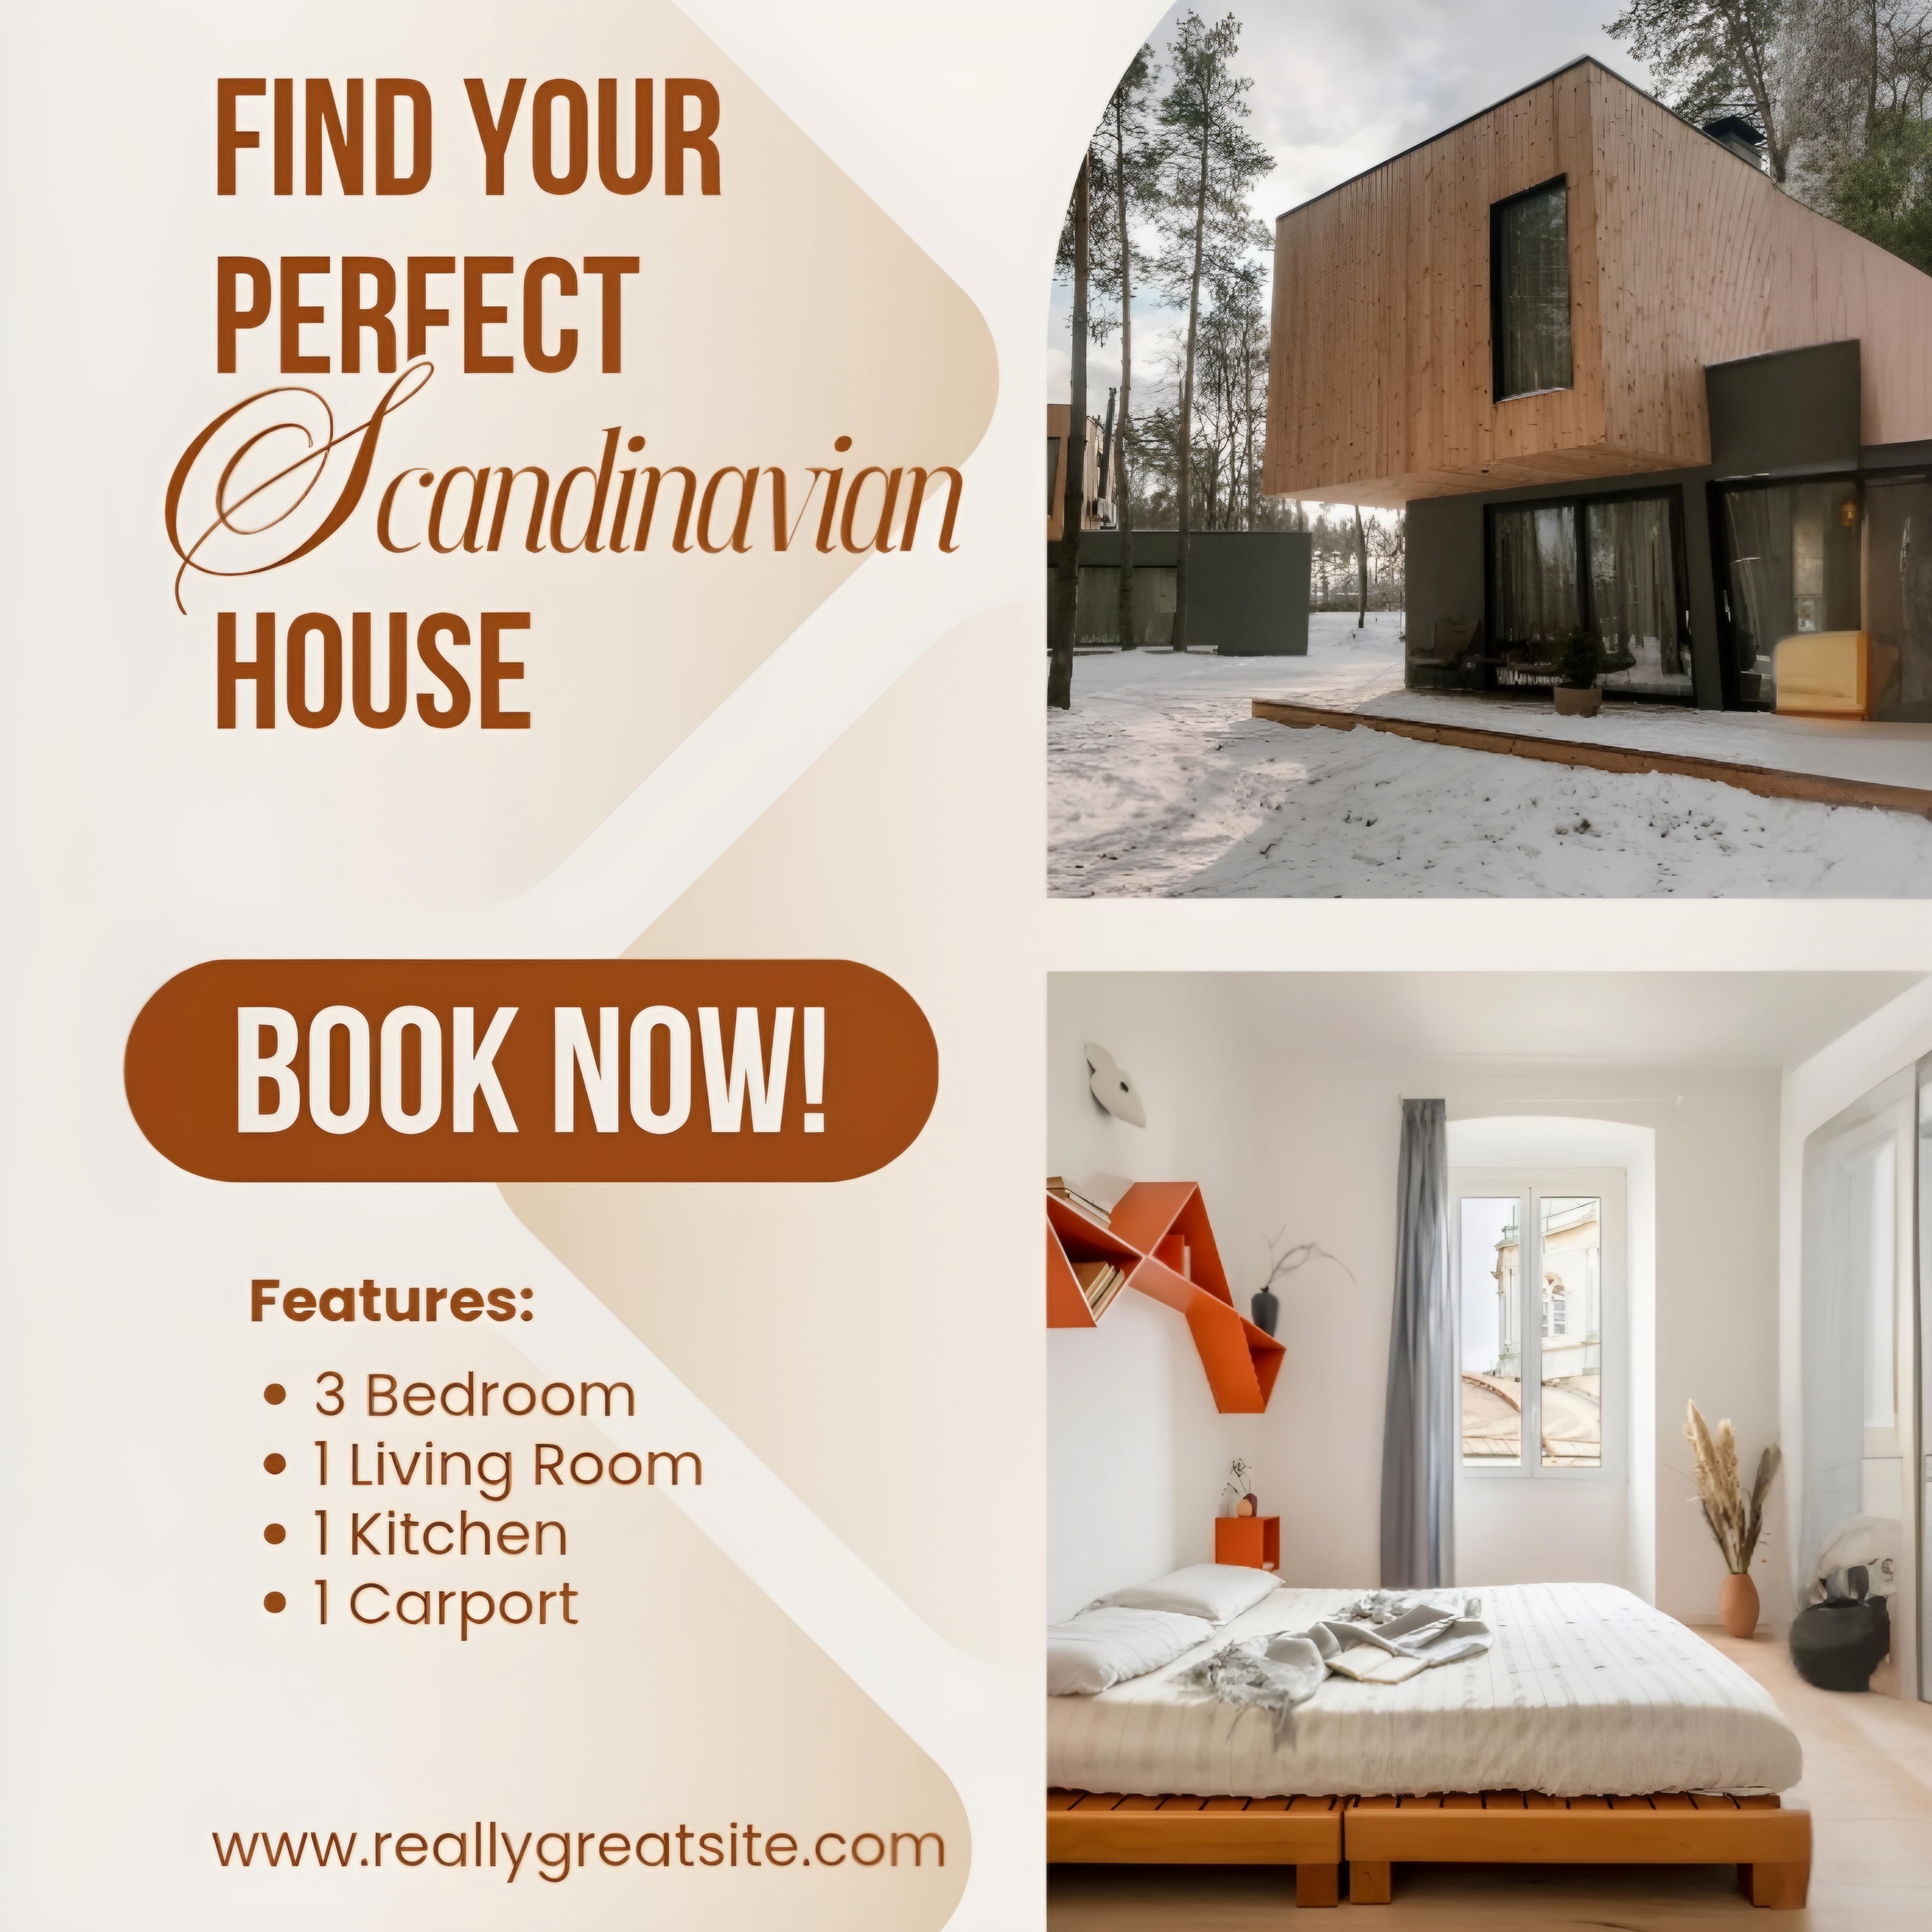 FIND YOUR
PERFECT
Scandinavian
HOUSE
BOOK NOW!
Features:
• 3 Bedroom
• 1 Living Room
• 1 Kitchen
• 1 Carport
www.reallygreatsite.com